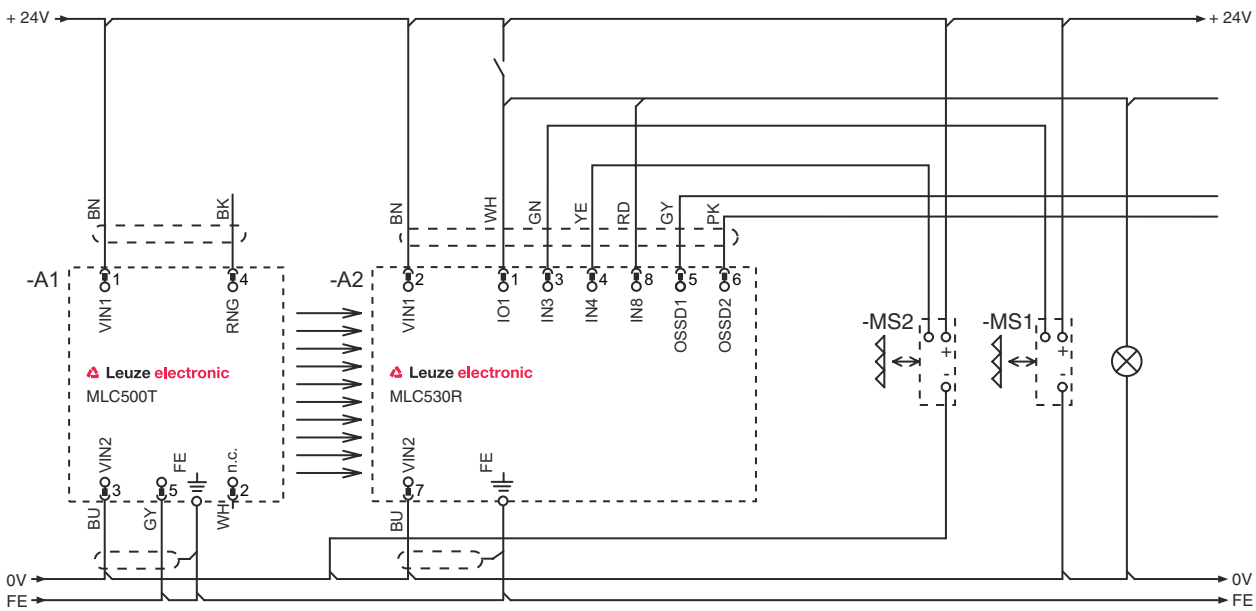 + 24V
+ 24V
BN
BK
BN
WH
GN
YE
RD
GY
PK
-A1
1
4
-A2
2
1
3
4
8
5
6
VIN1
RNG
VIN1
IO1
IN3
IN4
IN8
OSSD1
OSSD2
-MS2
-MS1
+
-
+
-
Leuze electronic
MLC500T
Leuze electronic
MLC530R
VIN2
FE
n.c.
VIN2
FE
3
5
2
7
BU
GY
WH
BU
0V
0V
FE
FE